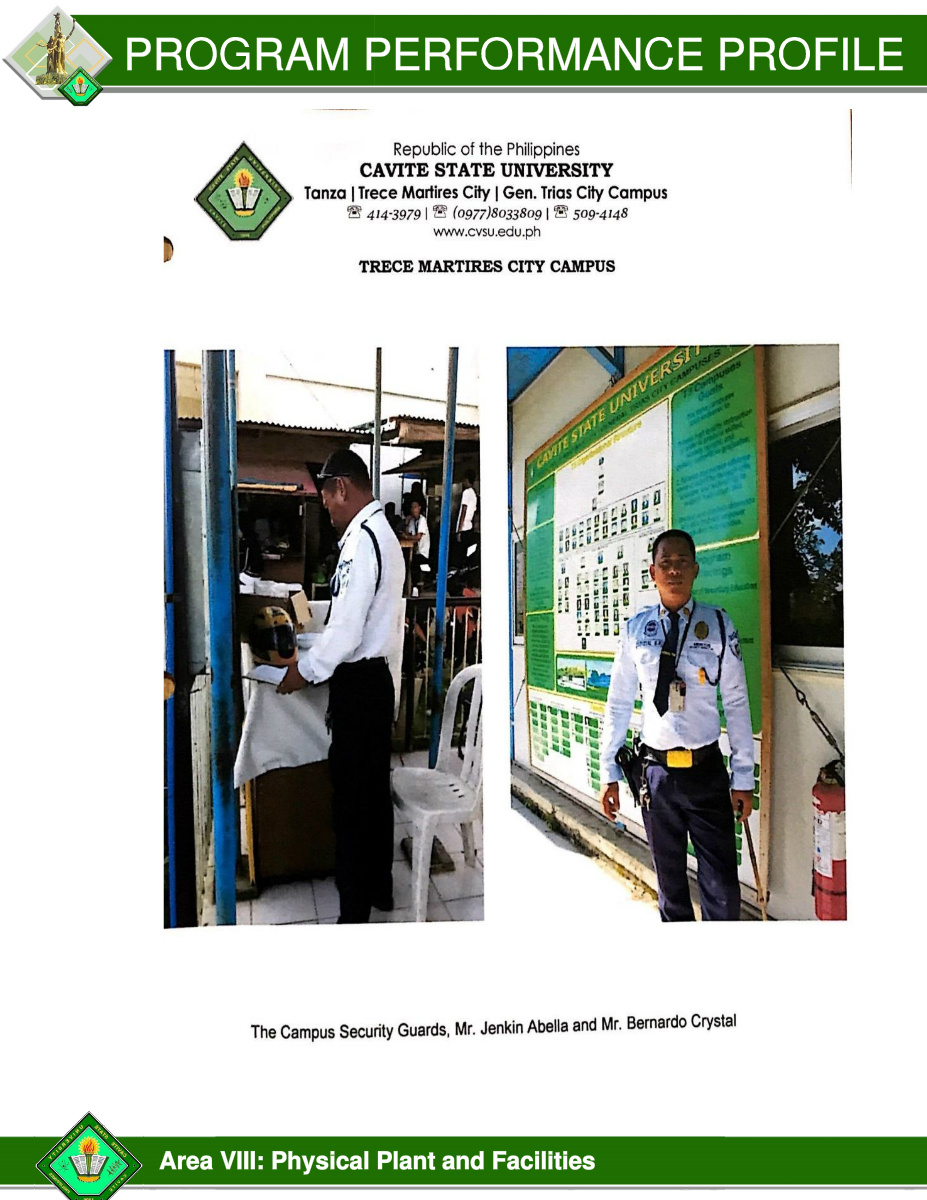 PROGRAM PERFORMANCE PROFILE
Republic of the Philippines
CAVITE STATE UNIVERSITY
Tanza | Trece Martires City | Gen. Trias City Campus
☏ 414-3979 | ☏ (0977)8033809 | ☏ 509-4148
www.cvsu.edu.ph
TRECE MARTIRES CITY CAMPUS
CAVITE STATE UNIVERSITY
The Campus Security Guards, Mr. Jenkin Abella and Mr. Bernardo Crystal
Area VIII: Physical Plant and Facilities